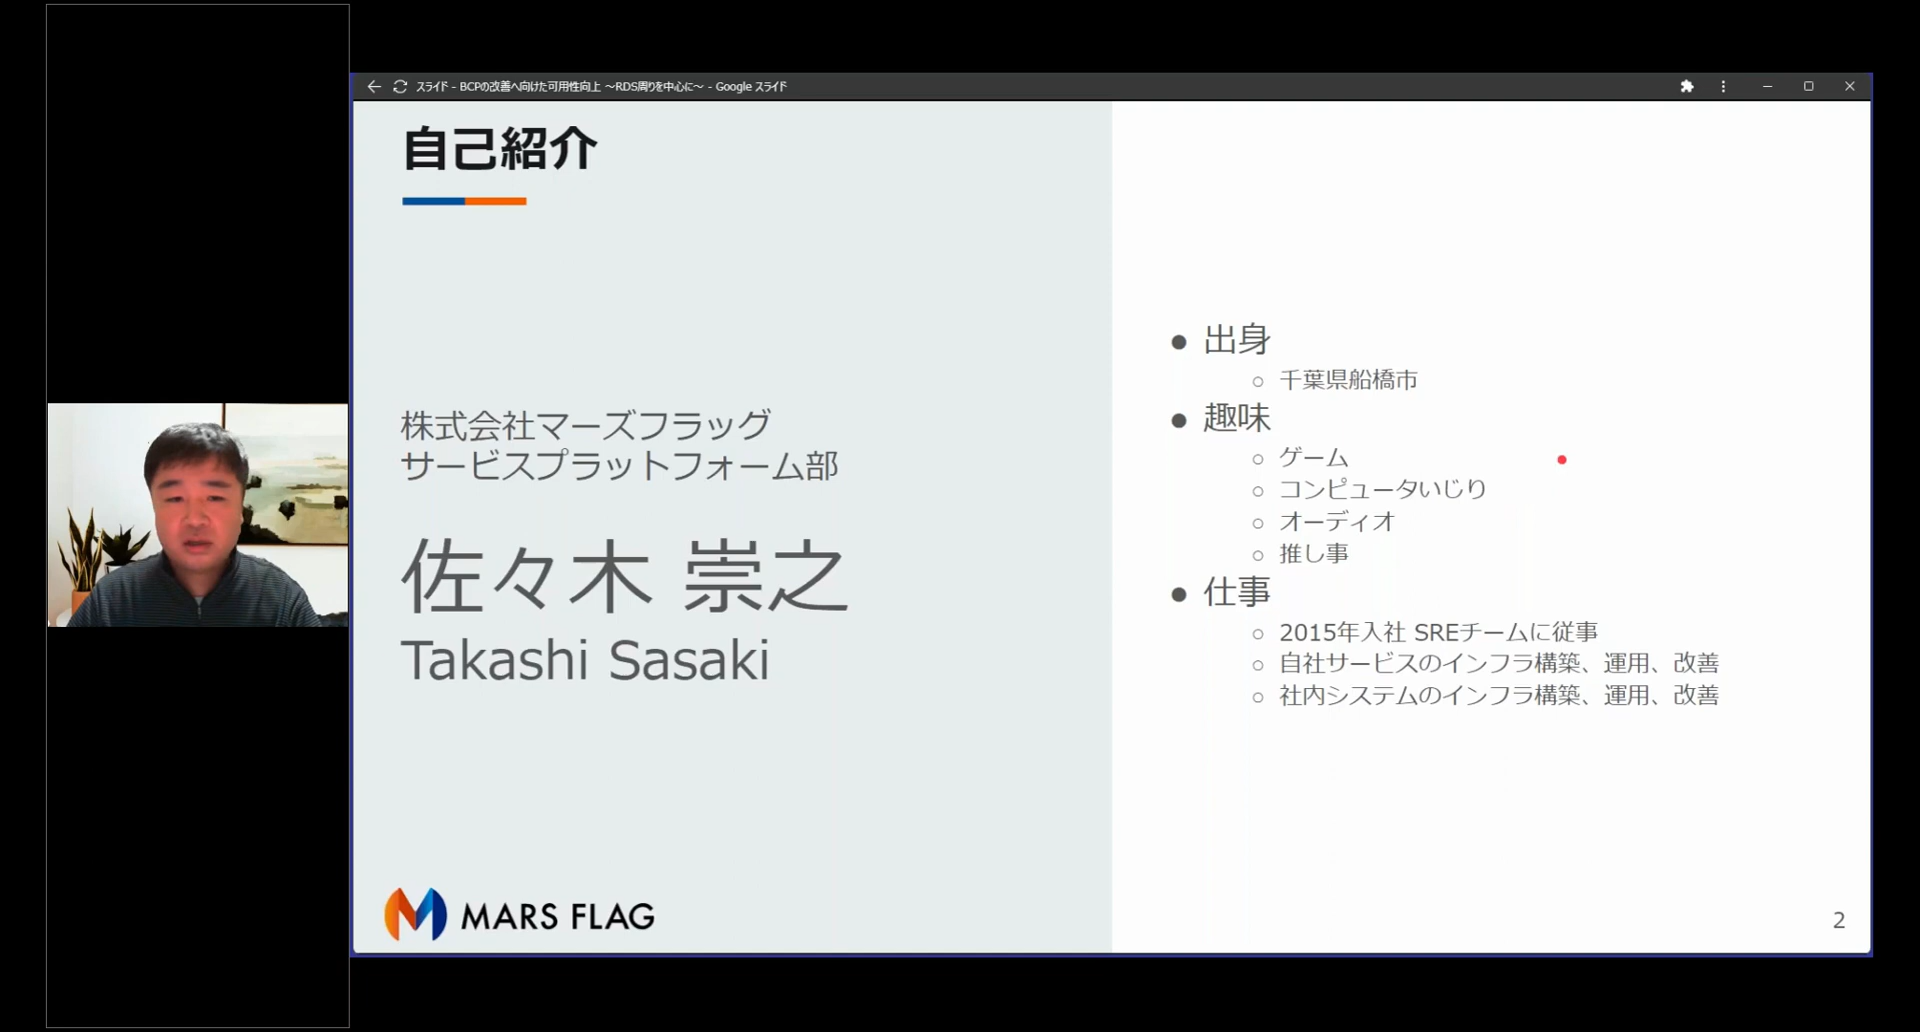 スライド - BCPの改善へ向けた可用性向上 ～RDS周りを中心に～ - Google スライド
自己紹介
株式会社マーズフラッグ
サービスプラットフォーム部
佐々木 崇之
Takashi Sasaki
MARS FLAG
● 出身
○ 千葉県船橋市
● 趣味
○ ゲーム
○ コンピュータいじり
○ オーディオ
○ 推し事
● 仕事
○ 2015年入社 SREチームに従事
○ 自社サービスのインフラ構築、運用、改善
○ 社内システムのインフラ構築、運用、改善
2